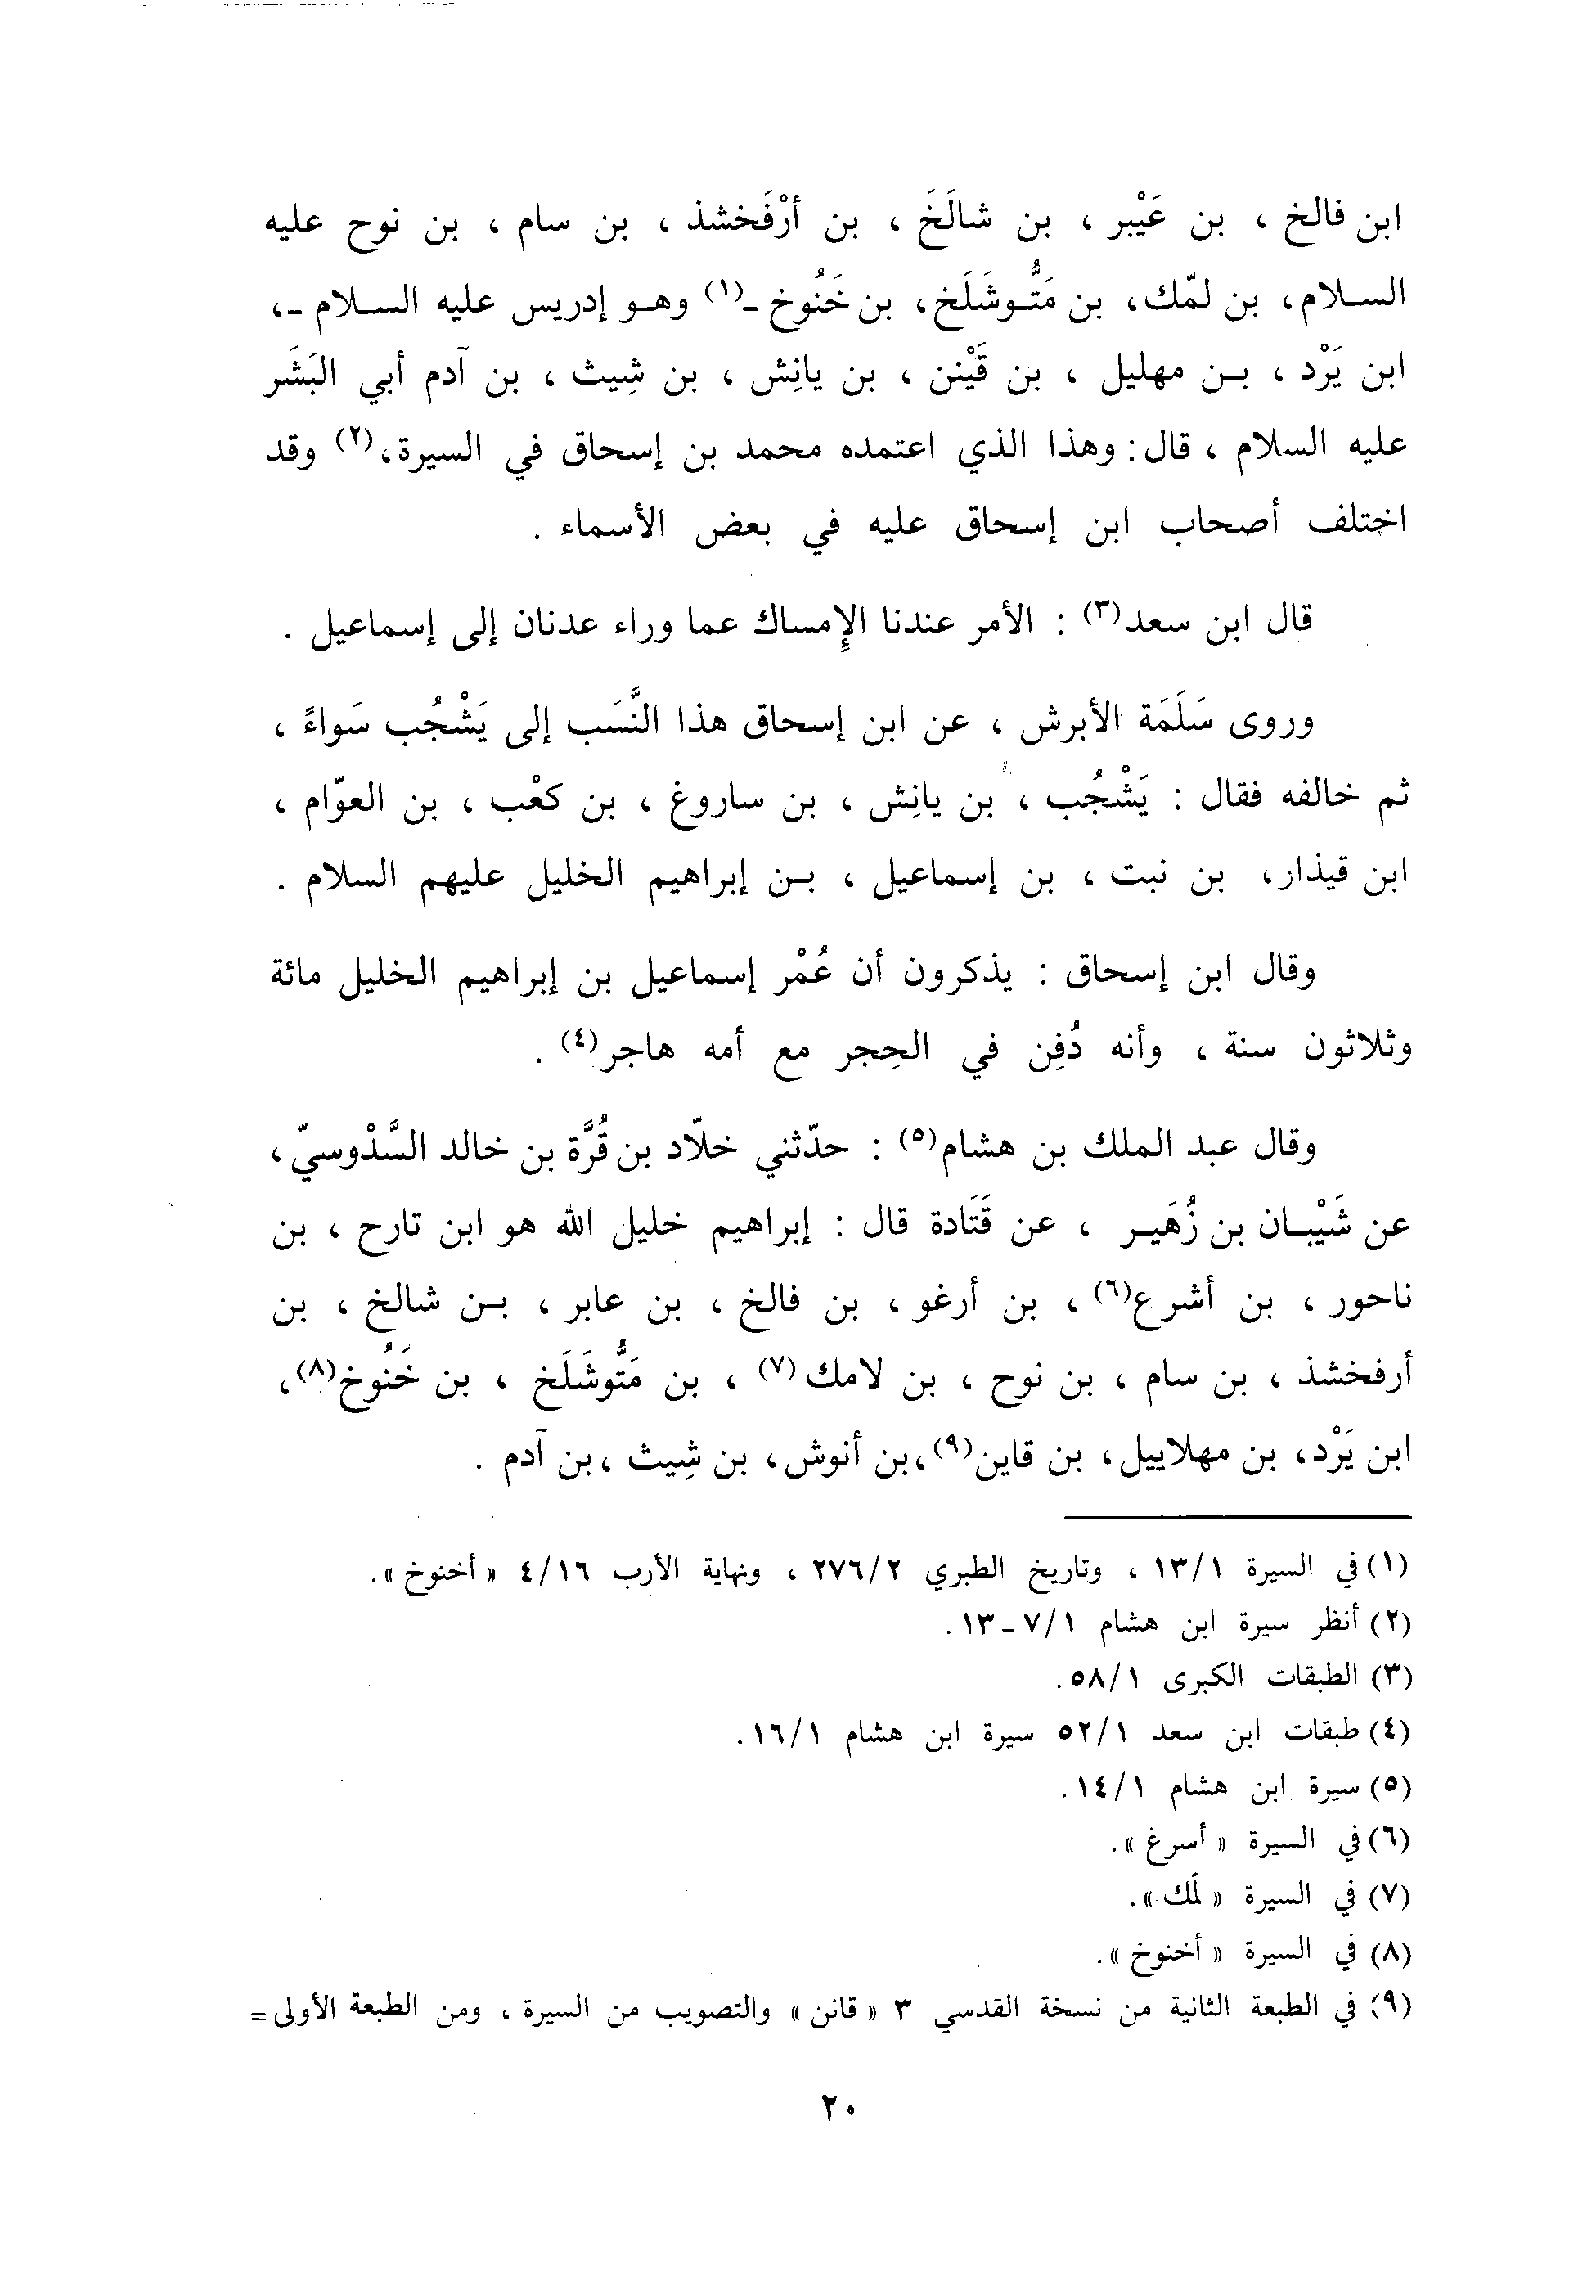 ابن فالخ ، بن عَيْبر ، بن شالَخَ ، بن أرْفَخشذ ، بن سام ، بن نوح عليه
السلام، بن لمّك، بن مَتُّوشَلَخ، بن خَنُوخ ـ(١) وهو إدريس عليه السلام ـ،
ابن يَرْد ، بن مهليل ، بن قَيْنن ، بن يانِش ، بن شِيث ، بن آدم أبي البَشَر
عليه السلام ، قال: وهذا الذي اعتمده محمد بن إسحاق في السيرة،(٢) وقد
اختلف أصحاب ابن إسحاق عليه في بعض الأسماء .
قال ابن سعد(٣) : الأمر عندنا الإِمساك عما وراء عدنان إلى إسماعيل .
وروى سَلَمَة الأبرش ، عن ابن إسحاق هذا النَّسَب إلى يَشْجُب سَواءً ،
ثم خالفه فقال : يَشْجُب ، بن يانِش ، بن ساروغ ، بن كعْب ، بن العوّام ،
ابن قيذار، بن نبت ، بن إسماعيل ، بن إبراهيم الخليل عليهم السلام .
وقال ابن إسحاق : يذكرون أن عُمْر إسماعيل بن إبراهيم الخليل مائة
وثلاثون سنة ، وأنه دُفِن في الحِجر مع أمه هاجر(٤) .
وقال عبد الملك بن هشام(٥) : حدّثني خلّاد بن قُرَّة بن خالد السَّدْوسيّ،
عن شَيْبان بن زُهَير ، عن قَتَادة قال : إبراهيم خليل الله هو ابن تارح ، بن
ناحور ، بن أشرع(٦) ، بن أرغو ، بن فالخ ، بن عابر ، بن شالخ ، بن
أرفخشذ ، بن سام ، بن نوح ، بن لامك(٧) ، بن مَتُّوشَلَخ ، بن خَنُوخ(٨)،
ابن يَرْد، بن مهلاييل، بن قاين(٩)،بن أنوش، بن شِيث ،بن آدم .
(١) في السيرة ١٣/١ ، وتاريخ الطبري ٢٧٦/٢ ، ونهاية الأرب ٤/١٦ « أخنوخ ».
(٢) أنظر سيرة ابن هشام ٧/١ ـ ١٣.
(٣) الطبقات الكبرى ٥٨/١.
(٤) طبقات ابن سعد ٥٢/١ سيرة ابن هشام ١٦/١.
(٥) سيرة ابن هشام ١٤/١.
(٦) في السيرة « أسرغ ».
(٧) في السيرة « لمّك ».
(٨) في السيرة « أخنوخ ».
(٩) في الطبعة الثانية من نسخة القدسي ٣ « قانن » والتصويب من السيرة ، ومن الطبعة الأولى =
٢٠